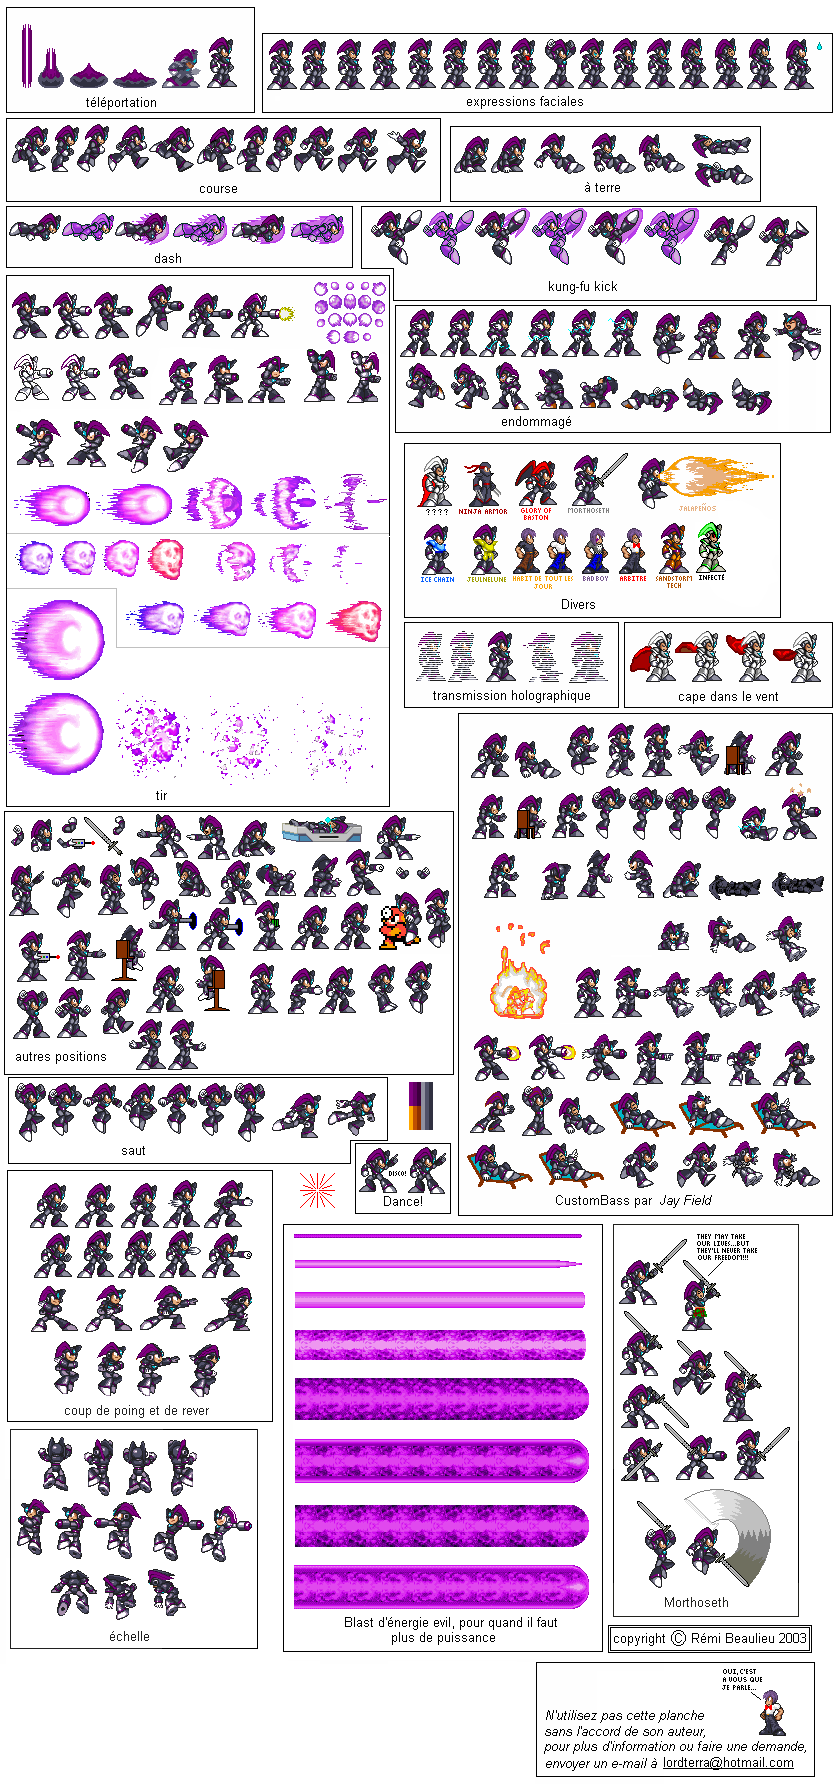 téléportation
expressions faciales
course
à terre
dash
kung-fu kick
endommagé
????
NINJA ARMOR
GLORY OF
BASTON
MORTHOSETH
JALAPEÑOS
ICE CHAIN
JEULNELUNE
HABIT DE TOUT LES
JOUR
BADBOY
ARBITRE
SANDSTORM
TECH
INFECTÉ
Divers
transmission holographique
cape dans le vent
tir
autres positions
saut
DISCO!
Dance!
CustomBass par Jay Field
coup de poing et de rever
THEY MAY TAKE
OUR LIVES...BUT
THEY'LL NEVER TAKE
OUR FREEDOM!!!
Morthoseth
échelle
Blast d'énergie evil, pour quand il faut
plus de puissance
copyright © Rémi Beaulieu 2003
OUI, C'EST
A VOUS QUE
JE PARLE...
N'utilisez pas cette planche
sans l'accord de son auteur,
pour plus d'information ou faire une demande,
envoyer un e-mail à lordterra@hotmail.com